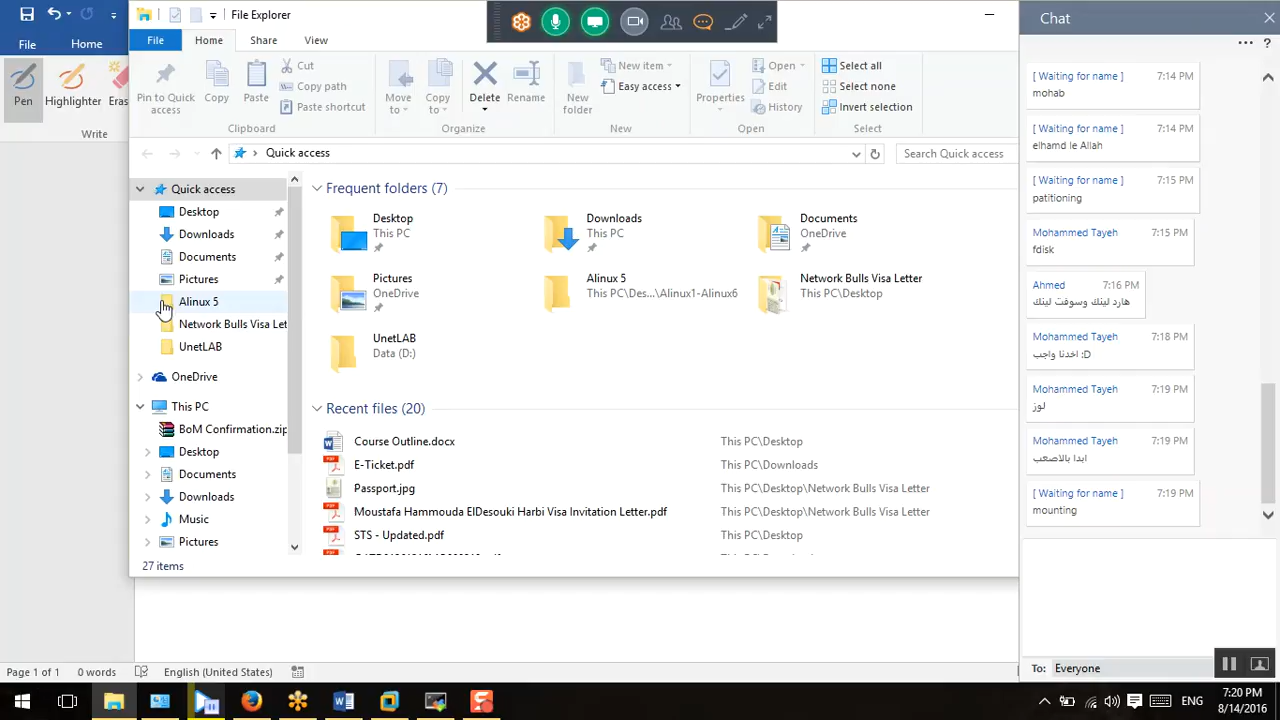 File
Home
Pen
Highlighter
Eras
Write
File Explorer
File
Home
Share
View
Pin to Quick access
Copy
Paste
Cut
Copy path
Paste shortcut
Clipboard
Move to
Copy to
Delete
Rename
Organize
New folder
New item
Easy access
New
Properties
Open
Edit
History
Open
Select all
Select none
Invert selection
Select
Quick access
Search Quick access
Quick access
Desktop
Downloads
Documents
Pictures
Alinux 5
Network Bulls Visa Let
UnetLAB
OneDrive
This PC
BoM Confirmation.zip
Desktop
Documents
Downloads
Music
Pictures
Frequent folders (7)
Desktop
This PC
Downloads
This PC
Documents
OneDrive
Pictures
OneDrive
Alinux 5
This PC\Des...\Alinux1-Alinux6
Network Bulls Visa Letter
This PC\Desktop
UnetLAB
Data (D:)
Recent files (20)
Course Outline.docx This PC\Desktop
E-Ticket.pdf This PC\Downloads
Passport.jpg This PC\Desktop\Network Bulls Visa Letter
Moustafa Hammouda ElDesouki Harbi Visa Invitation Letter.pdf This PC\Desktop\Network Bulls Visa Letter
STS - Updated.pdf This PC\Desktop
27 items
Chat
?
[ Waiting for name ] 7:14 PM
mohab
[ Waiting for name ] 7:14 PM
elhamd le Allah
[ Waiting for name ] 7:15 PM
patitioning
Mohammed Tayeh 7:15 PM
fdisk
Ahmed 7:16 PM
هارد لينك وسوفت لينك
Mohammed Tayeh 7:18 PM
اخدنا واجب :D
Mohammed Tayeh 7:19 PM
لوز
Mohammed Tayeh 7:19 PM
ابدا بالاصعب
[ Waiting for name ] 7:19 PM
mounting
To: Everyone
Page 1 of 1 0 words English (United States)
ENG
7:20 PM
8/14/2016